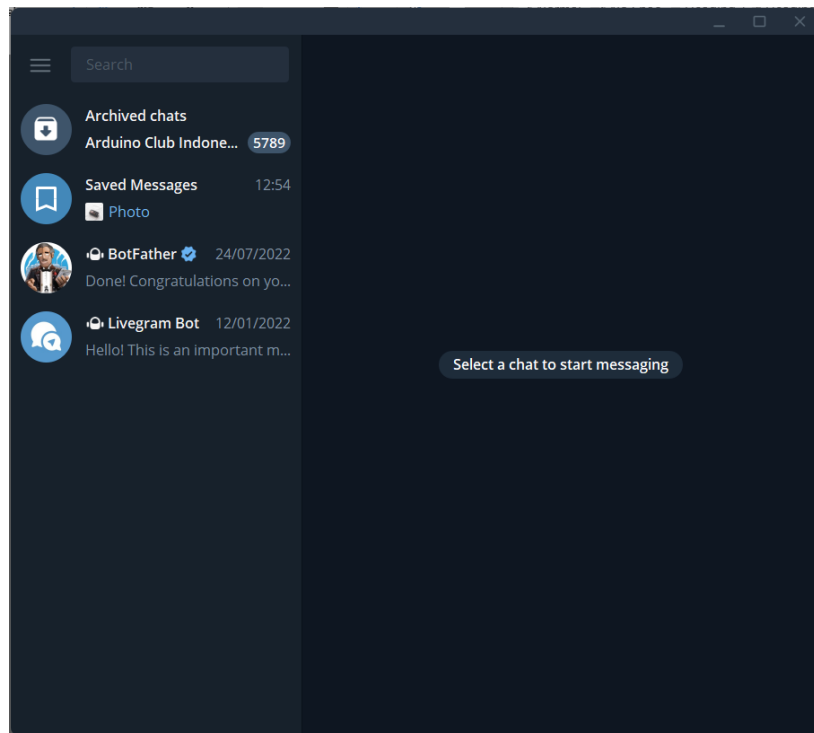 Search
Archived chats
Arduino Club Indone... 5789
Saved Messages 12:54
Photo
BotFather 24/07/2022
Done! Congratulations on yo...
Livegram Bot 12/01/2022
Hello! This is an important m...
Select a chat to start messaging